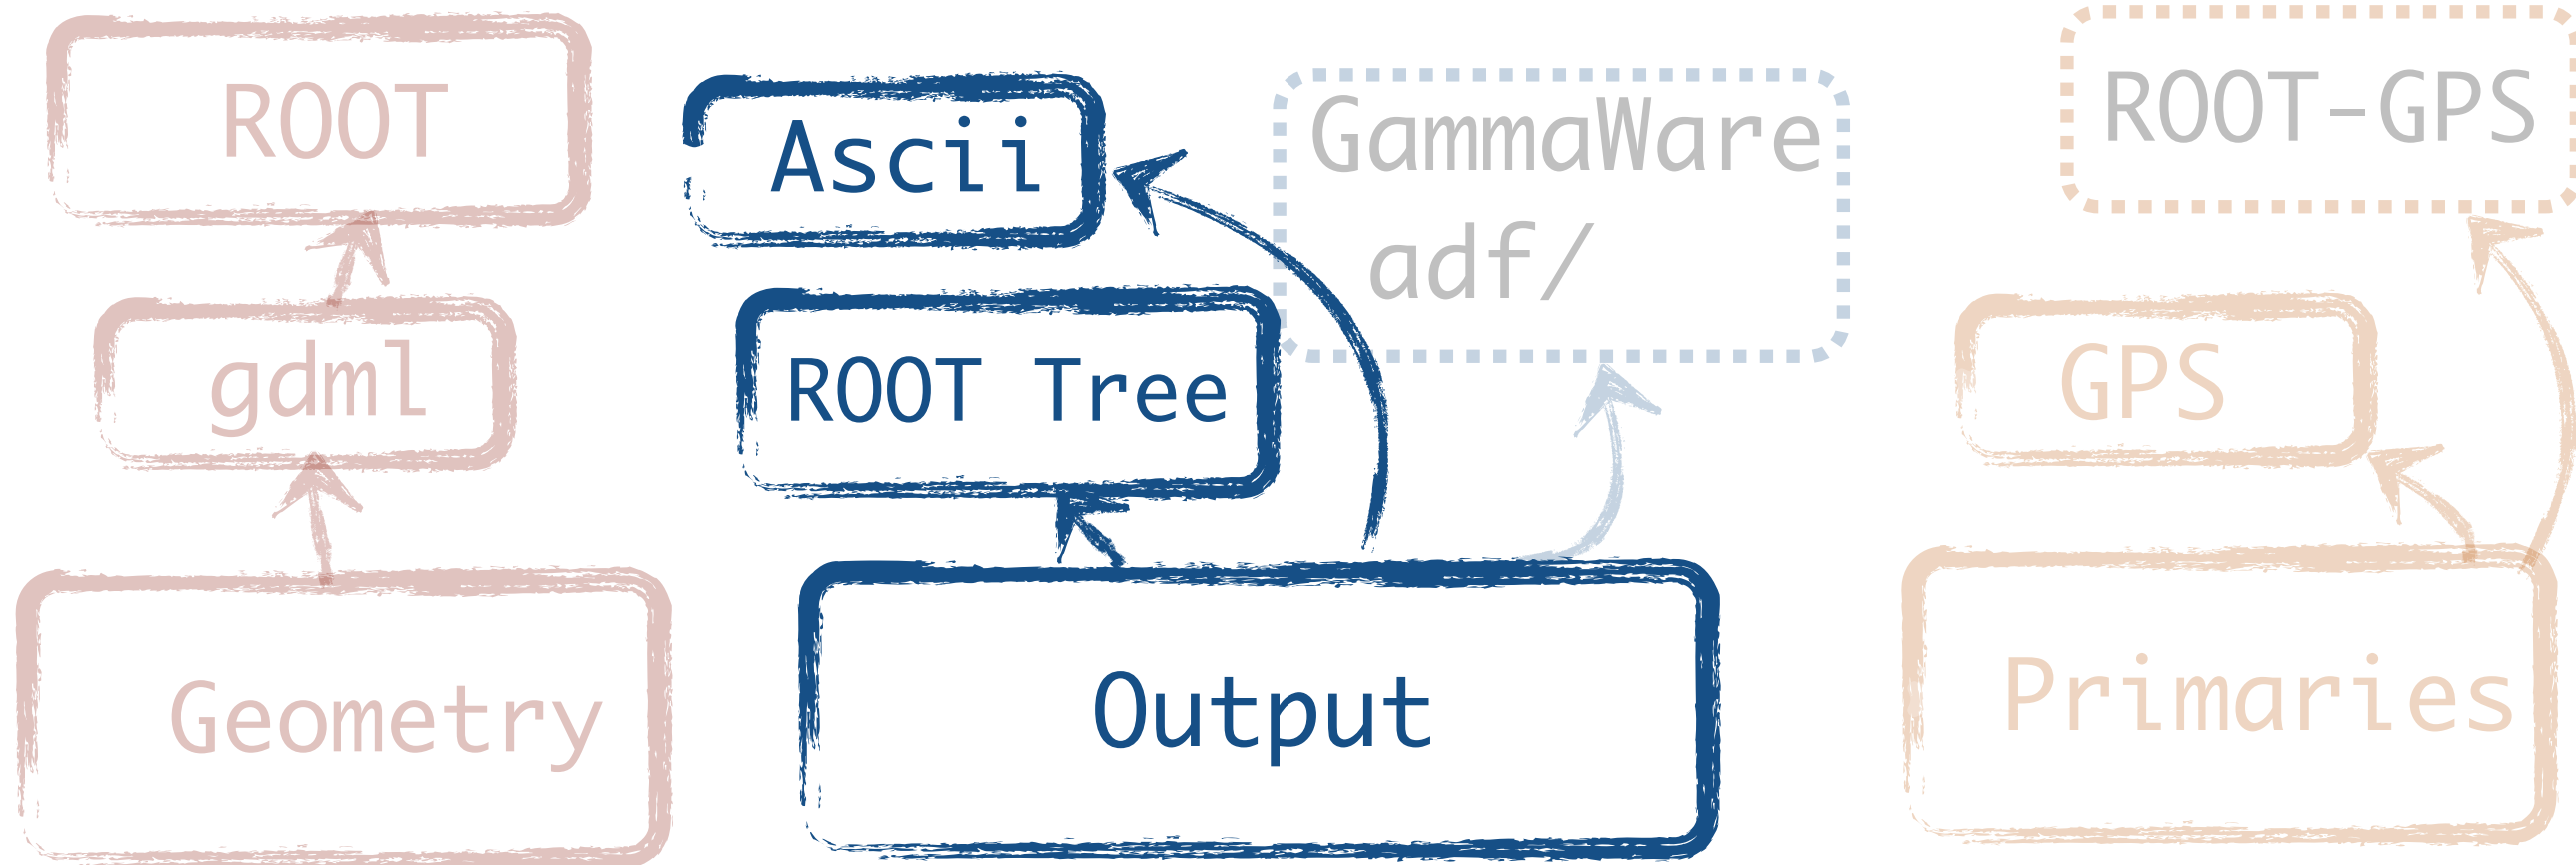 ROOT
gdml
Geometry
Ascii
ROOT Tree
Output
GammaWare
adf/
ROOT-GPS
GPS
Primaries